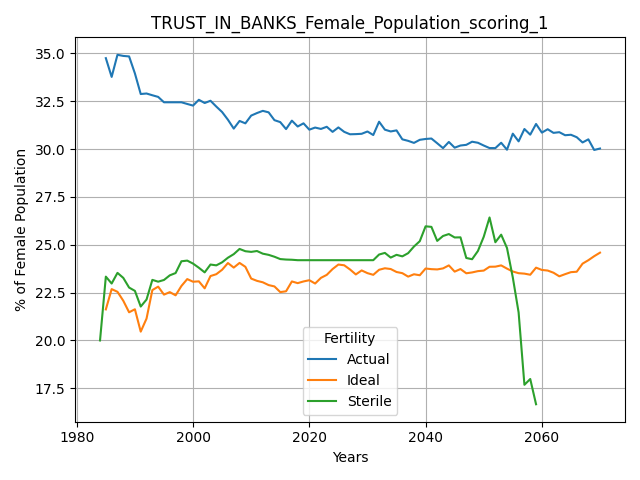 TRUST_IN_BANKS_Female_Population_scoring_1
% of Female Population
35.0
32.5
30.0
27.5
25.0
22.5
20.0
17.5
Fertility
Actual
Ideal
Sterile
1980 2000 2020 2040 2060
Years